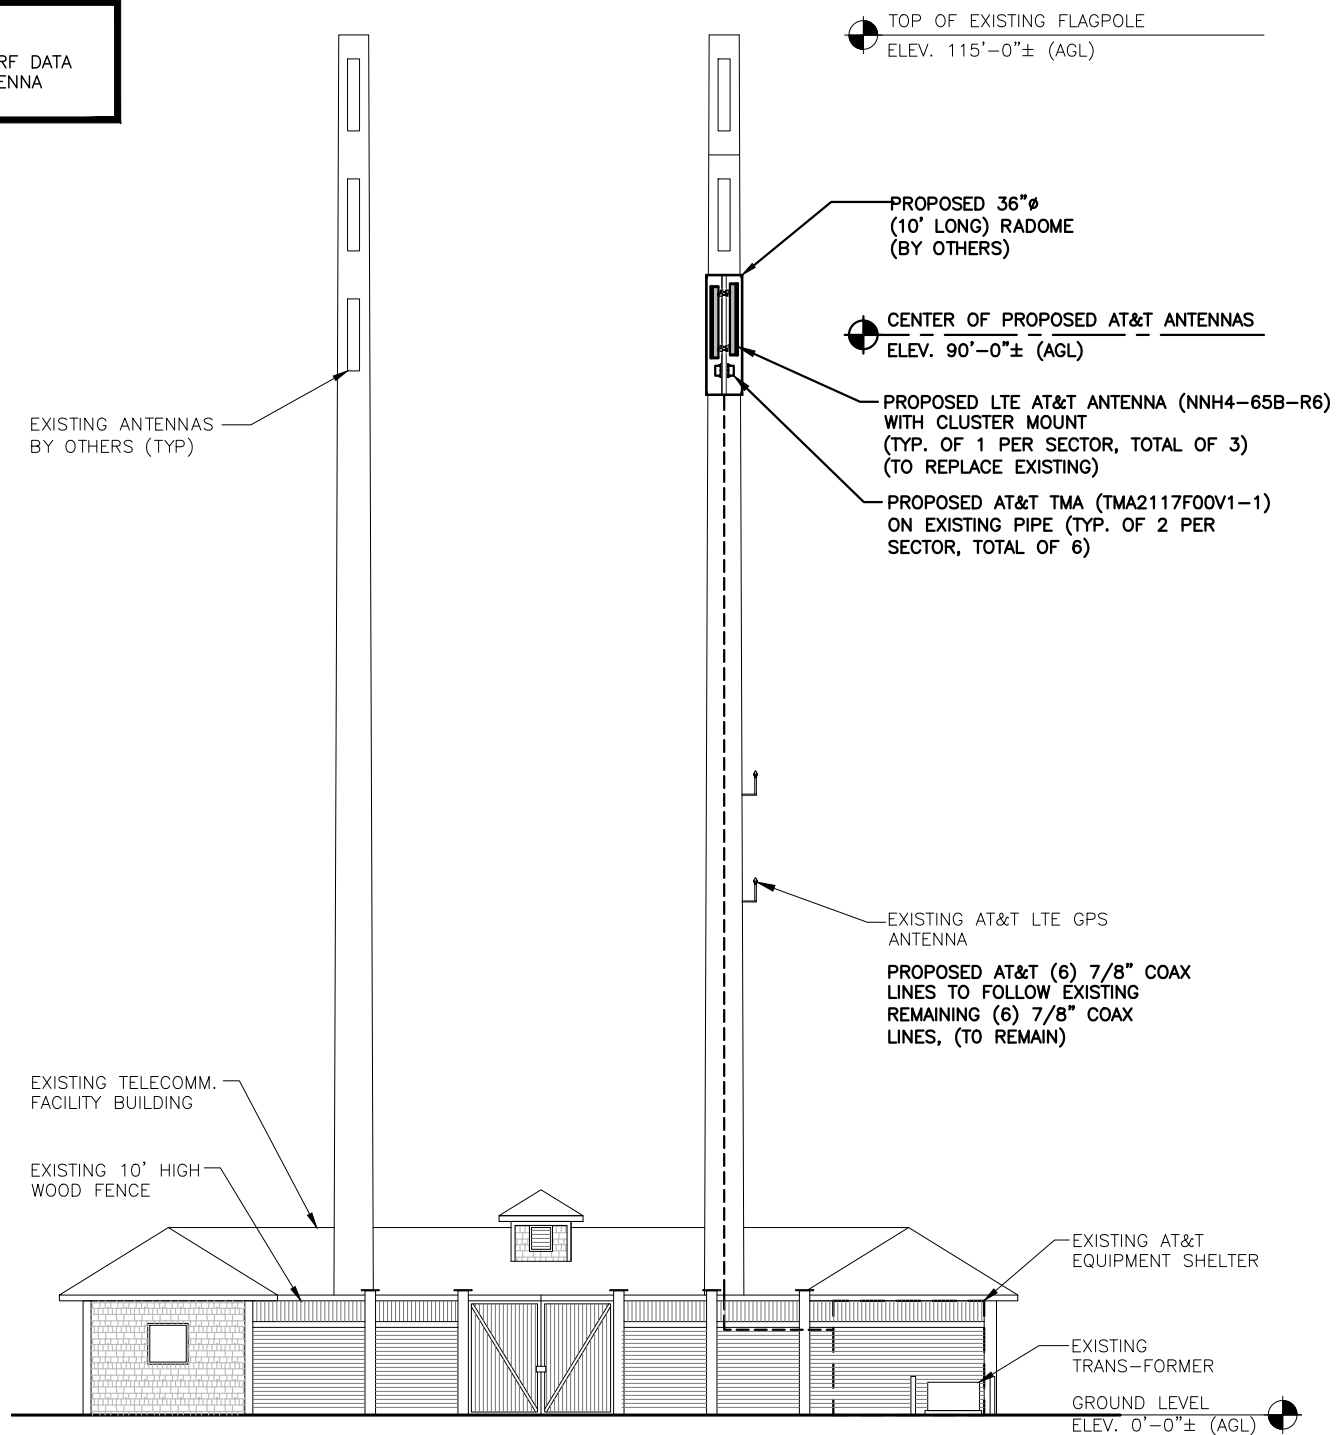 RF DATA
ENNA
TOP OF EXISTING FLAGPOLE
ELEV. 115'-0"± (AGL)
PROPOSED 36"ø
(10' LONG) RADOME
(BY OTHERS)
CENTER OF PROPOSED AT&T ANTENNAS
ELEV. 90'-0"± (AGL)
PROPOSED LTE AT&T ANTENNA (NNH4-65B-R6)
WITH CLUSTER MOUNT
(TYP. OF 1 PER SECTOR, TOTAL OF 3)
(TO REPLACE EXISTING)
EXISTING ANTENNAS
BY OTHERS (TYP)
PROPOSED AT&T TMA (TMA2117F00V1-1)
ON EXISTING PIPE (TYP. OF 2 PER
SECTOR, TOTAL OF 6)
EXISTING AT&T LTE GPS
ANTENNA
PROPOSED AT&T (6) 7/8" COAX
LINES TO FOLLOW EXISTING
REMAINING (6) 7/8" COAX
LINES, (TO REMAIN)
EXISTING TELECOMM.
FACILITY BUILDING
EXISTING 10' HIGH
WOOD FENCE
EXISTING AT&T
EQUIPMENT SHELTER
EXISTING
TRANS-FORMER
GROUND LEVEL
ELEV. 0'-0"± (AGL)